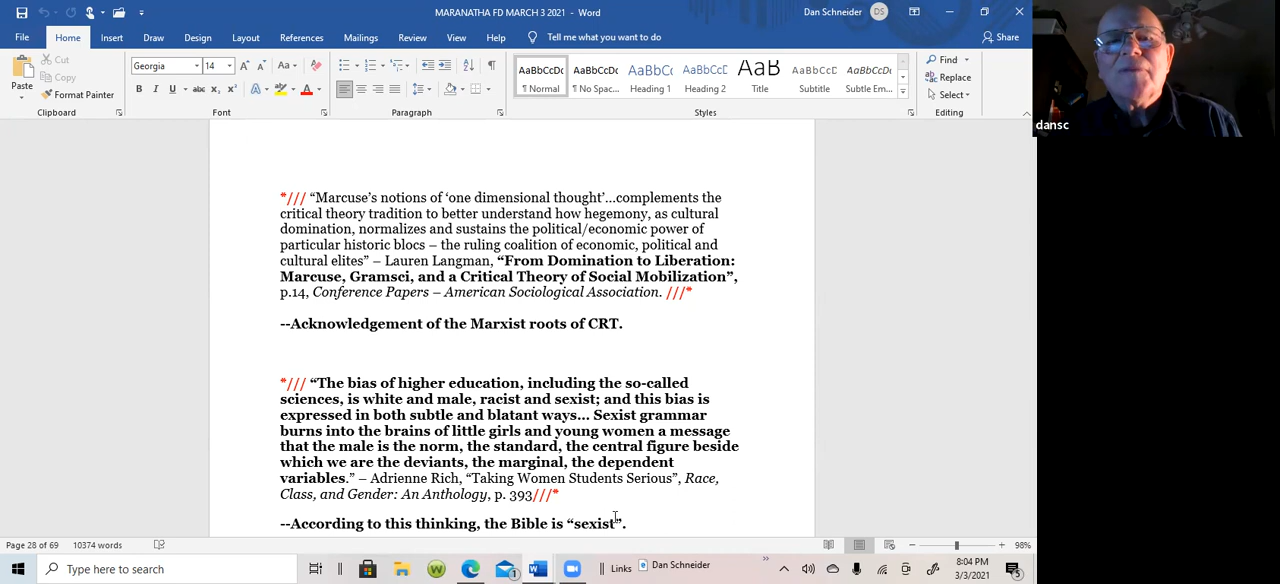 MARANATHA FD MARCH 3 2021 - Word
Dan Schneider
DS
File Home Insert Draw Design Layout References Mailings Review View Help Tell me what you want to do
Share
Paste
Cut
Copy
Format Painter
Clipboard
Georgia 14
Font
Paragraph
AaBbCcDc AaBbCcDc AaBbCc AaBbCcE AaB AaBbCcD AaBbCcDc
¶ Normal ¶ No Spac... Heading 1 Heading 2 Title Subtitle Subtle Em...
Styles
Find
Replace
Select
Editing
dansc
*/// “Marcuse’s notions of ‘one dimensional thought’…complements the
critical theory tradition to better understand how hegemony, as cultural
domination, normalizes and sustains the political/economic power of
particular historic blocs – the ruling coalition of economic, political and
cultural elites” – Lauren Langman, “From Domination to Liberation:
Marcuse, Gramsci, and a Critical Theory of Social Mobilization”,
p.14, Conference Papers – American Sociological Association. ///*
--Acknowledgement of the Marxist roots of CRT.
*/// “The bias of higher education, including the so-called
sciences, is white and male, racist and sexist; and this bias is
expressed in both subtle and blatant ways… Sexist grammar
burns into the brains of little girls and young women a message
that the male is the norm, the standard, the central figure beside
which we are the deviants, the marginal, the dependent
variables.” – Adrienne Rich, “Taking Women Students Serious”, Race,
Class, and Gender: An Anthology, p. 393///*
--According to this thinking, the Bible is “sexist”.
Page 28 of 69 10374 words
98%
Type here to search
Links
Dan Schneider
8:04 PM
3/3/2021